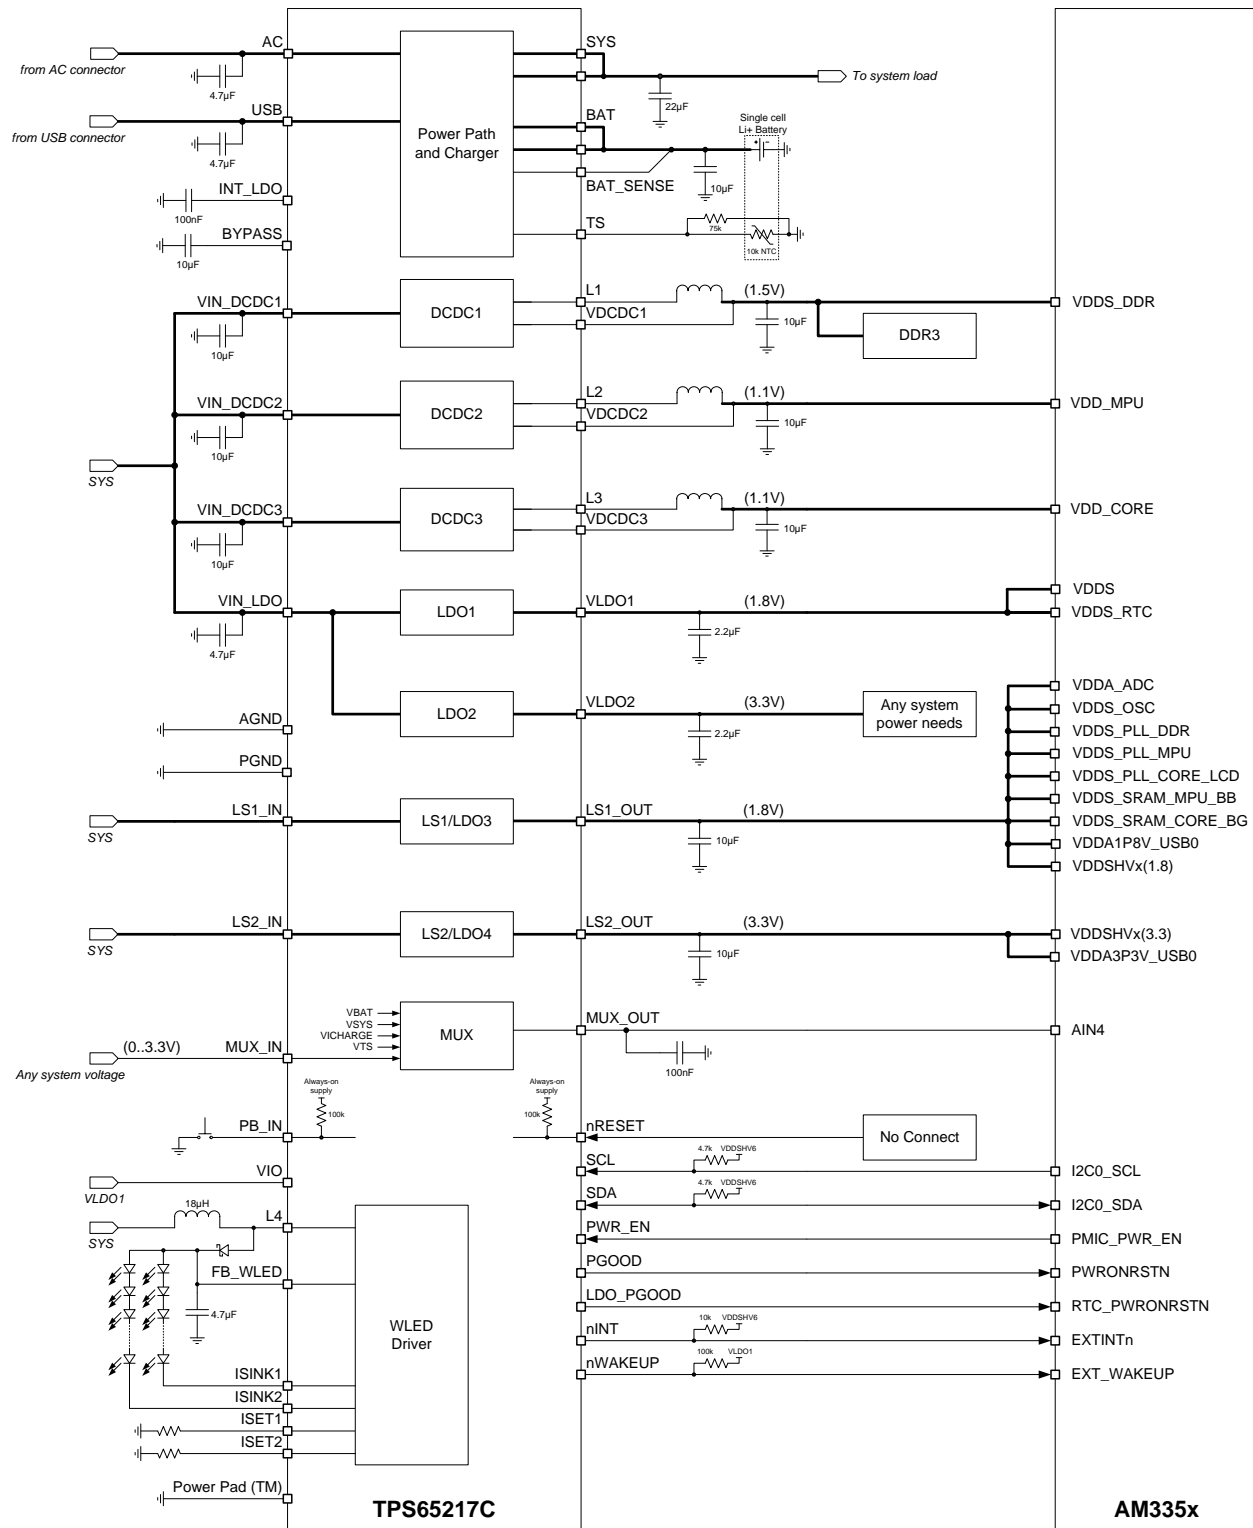 AC
SYS
from AC connector
4.7µF
To system load
22µF
USB
BAT
Single cell
Li+ Battery
from USB connector
4.7µF
Power Path
and Charger
+
-
BAT_SENSE
10µF
INT_LDO
100nF
TS
75k
10k NTC
BYPASS
10µF
VIN_DCDC1
10µF
DCDC1
L1
VDCDC1
(1.5V)
10µF
DDR3
VDDS_DDR
VIN_DCDC2
10µF
DCDC2
L2
VDCDC2
(1.1V)
10µF
VDD_MPU
SYS
VIN_DCDC3
10µF
DCDC3
L3
VDCDC3
(1.1V)
10µF
VDD_CORE
VIN_LDO
4.7µF
LDO1
VLDO1
(1.8V)
2.2µF
VDDS
VDDS_RTC
LDO2
VLDO2
(3.3V)
2.2µF
Any system
power needs
AGND
PGND
VDDA_ADC
VDDS_OSC
VDDS_PLL_DDR
VDDS_PLL_MPU
VDDS_PLL_CORE_LCD
VDDS_SRAM_MPU_BB
VDDS_SRAM_CORE_BG
VDDA1P8V_USB0
VDDSHVx(1.8)
SYS
LS1_IN
LS1/LDO3
LS1_OUT
(1.8V)
10µF
SYS
LS2_IN
LS2/LDO4
LS2_OUT
(3.3V)
10µF
VDDSHVx(3.3)
VDDA3P3V_USB0
VBAT
VSYS
VICHARGE
VTS
MUX
MUX_OUT
100nF
AIN4
(0..3.3V)
MUX_IN
Any system voltage
Always-on
supply
100k
Always-on
supply
100k
PB_IN
nRESET
No Connect
VIO
VLDO1
SCL
4.7k
VDDSHV6
I2C0_SCL
SDA
4.7k
VDDSHV6
I2C0_SDA
18µH
L4
SYS
PWR_EN
PMIC_PWR_EN
FB_WLED
4.7µF
PGOOD
PWRONRSTN
LDO_PGOOD
RTC_PWRONRSTN
WLED
Driver
nINT
10k
VDDSHV6
EXTINTn
nWAKEUP
100k
VLDO1
EXT_WAKEUP
ISINK1
ISINK2
ISET1
ISET2
Power Pad (TM)
TPS65217C
AM335x